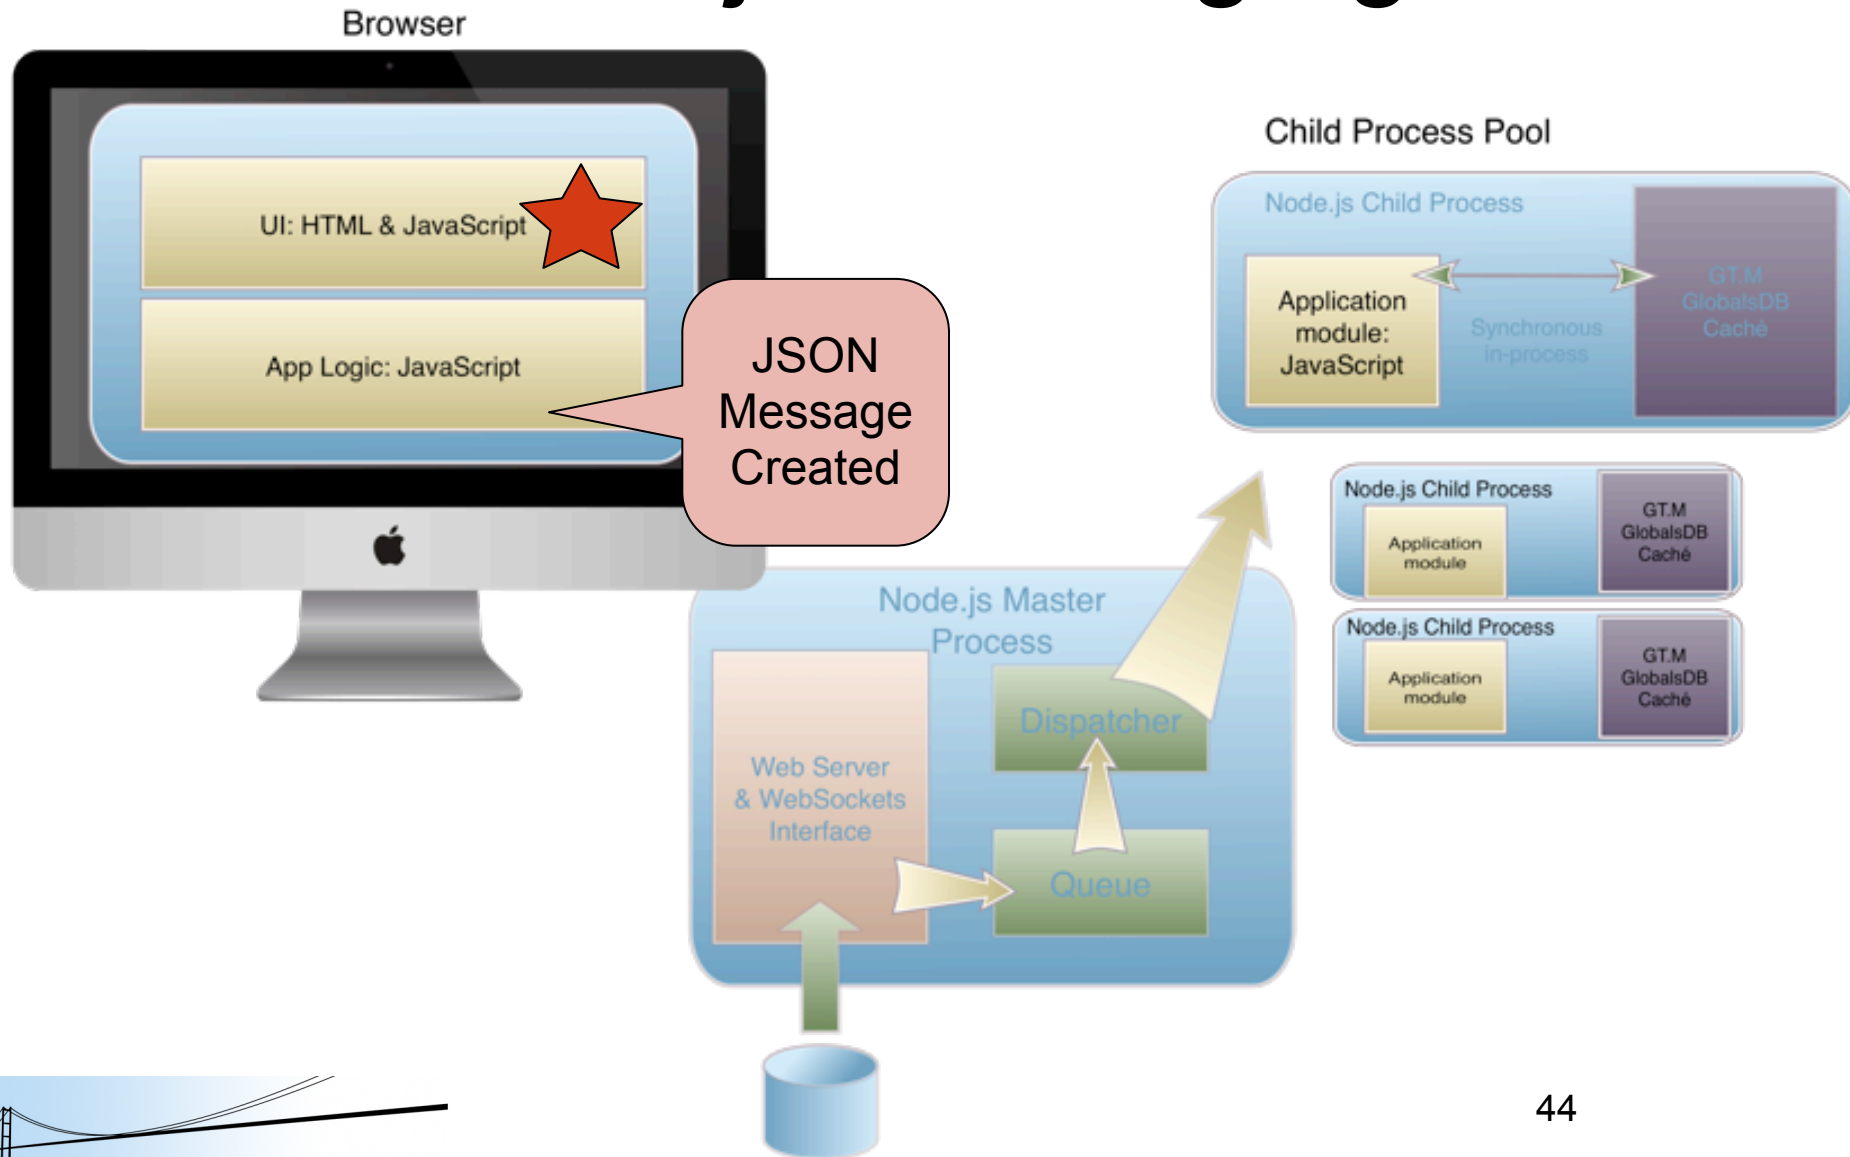 Browser
UI: HTML & JavaScript
App Logic: JavaScript
JSON
Message
Created
Child Process Pool
Node.js Child Process
Application
module:
JavaScript
Synchronous
in-process
GT.M
GlobalsDB
Caché
Node.js Child Process
Application
module
GT.M
GlobalsDB
Caché
Node.js Child Process
Application
module
GT.M
GlobalsDB
Caché
Node.js Master
Process
Web Server
& WebSockets
Interface
Dispatcher
Queue
44